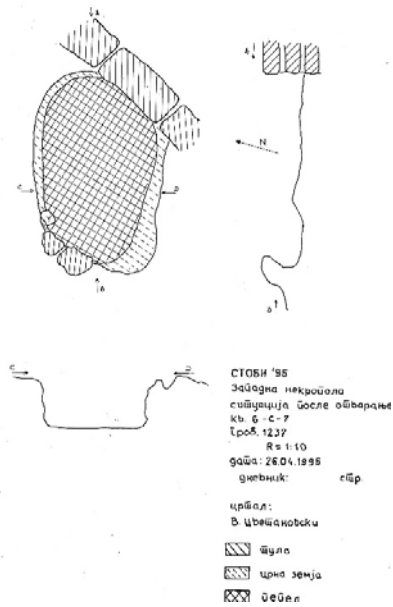 А
С
D
В
А
N
В
С
D
СТОБИ '95
Западна некропола
ситуација после отварање
кв. 6-С-7
Гроб. 1237
R = 1:10
дата: 26.04.1995
дневник: стр.
цртал:
В. Цветановски
тула
црна земја
пепел